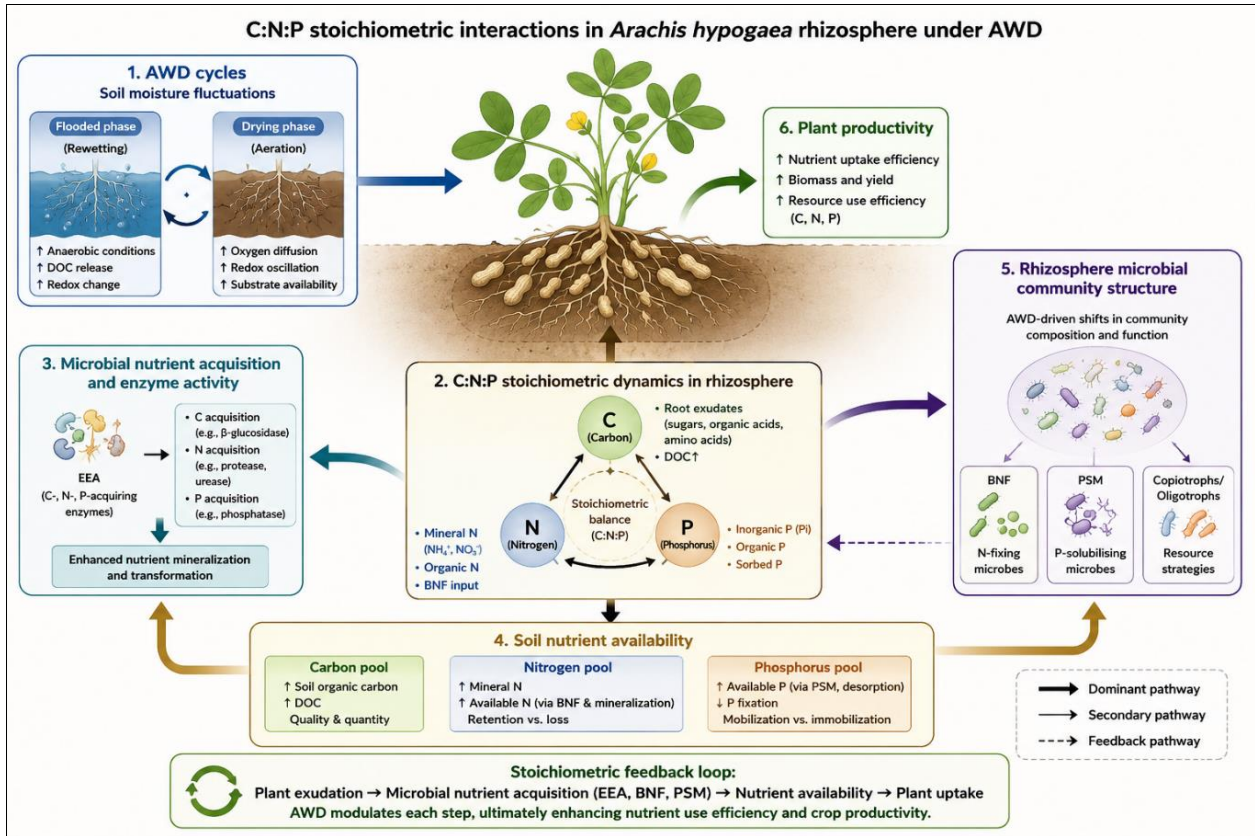 C:N:P stoichiometric interactions in Arachis hypogaea rhizosphere under AWD
1. AWD cycles
Soil moisture fluctuations
Flooded phase
(Rewetting)
↑ Anaerobic conditions
↑ DOC release
↑ Redox change
Drying phase
(Aeration)
↑ Oxygen diffusion
↑ Redox oscillation
↑ Substrate availability
6. Plant productivity
↑ Nutrient uptake efficiency
↑ Biomass and yield
↑ Resource use efficiency
(C, N, P)
3. Microbial nutrient acquisition
and enzyme activity
EEA
(C-, N-, P-acquiring
enzymes)
• C acquisition
(e.g., β-glucosidase)
• N acquisition
(e.g., protease,
urease)
• P acquisition
(e.g., phosphatase)
Enhanced nutrient mineralization
and transformation
2. C:N:P stoichiometric dynamics in rhizosphere
C
(Carbon)
• Root exudates
(sugars, organic acids,
amino acids)
• DOC↑
Stoichiometric
balance
(C:N:P)
N
(Nitrogen)
• Mineral N
(NH₄⁺, NO₃⁻)
• Organic N
• BNF input
P
(Phosphorus)
• Inorganic P (Pi)
• Organic P
• Sorbed P
5. Rhizosphere microbial
community structure
AWD-driven shifts in community
composition and function
BNF
N-fixing
microbes
PSM
P-solubilising
microbes
Copiotrophs/
Oligotrophs
Resource
strategies
4. Soil nutrient availability
Carbon pool
↑ Soil organic carbon
↑ DOC
Quality & quantity
Nitrogen pool
↑ Mineral N
↑ Available N (via BNF & mineralization)
Retention vs. loss
Phosphorus pool
↑ Available P (via PSM, desorption)
↓ P fixation
Mobilization vs. immobilization
Dominant pathway
Secondary pathway
Feedback pathway
Stoichiometric feedback loop:
Plant exudation → Microbial nutrient acquisition (EEA, BNF, PSM) → Nutrient availability → Plant uptake
AWD modulates each step, ultimately enhancing nutrient use efficiency and crop productivity.